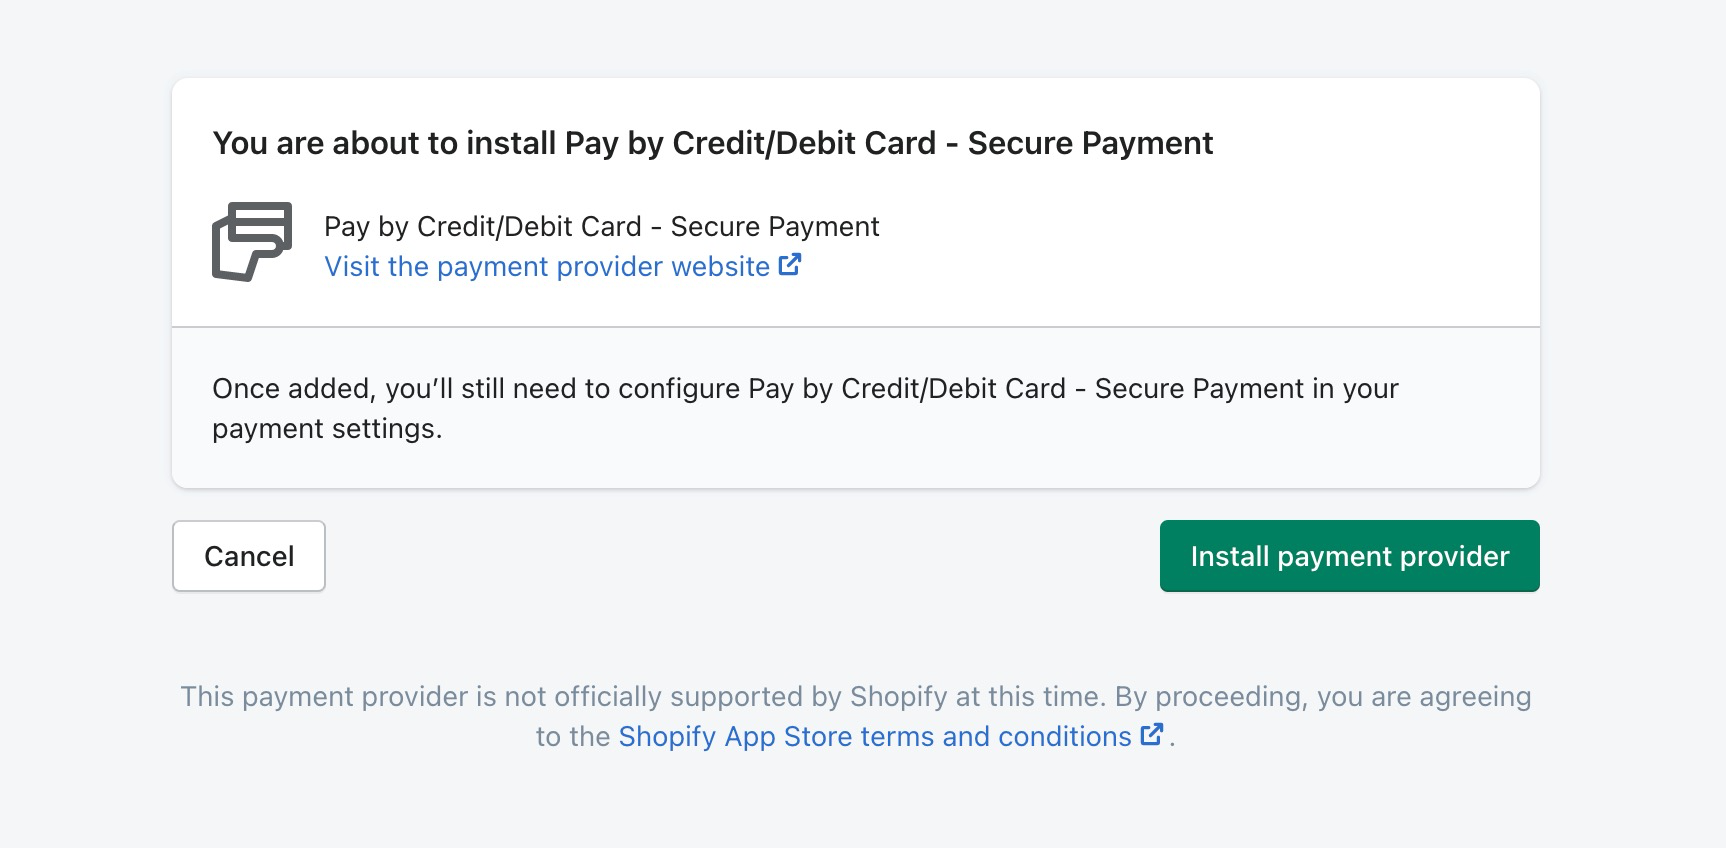 You are about to install Pay by Credit/Debit Card - Secure Payment
Pay by Credit/Debit Card - Secure Payment
Visit the payment provider website
Once added, you’ll still need to configure Pay by Credit/Debit Card - Secure Payment in your
payment settings.
Cancel
Install payment provider
This payment provider is not officially supported by Shopify at this time. By proceeding, you are agreeing
to the Shopify App Store terms and conditions .